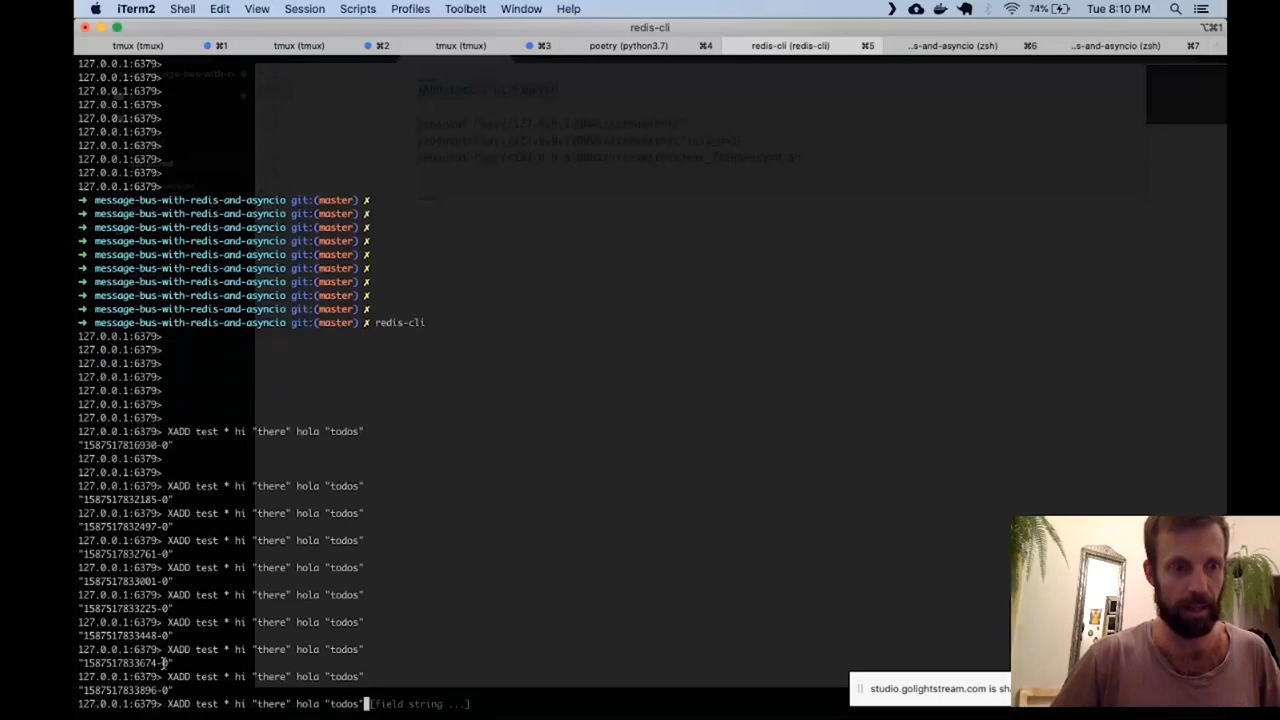 iTerm2 Shell Edit View Session Scripts Profiles Toolbelt Window Help 74% Tue 8:10 PM
redis-cli ⌥⌘1
tmux (tmux) ⌘1 tmux (tmux) ⌘2 tmux (tmux) ⌘3 poetry (python3.7) ⌘4 redis-cli (redis-cli) ⌘5 ..s-and-asyncio (zsh) ⌘6 ..s-and-asyncio (zsh) ⌘7
127.0.0.1:6379>
127.0.0.1:6379>
127.0.0.1:6379>
127.0.0.1:6379>
127.0.0.1:6379>
127.0.0.1:6379>
127.0.0.1:6379>
127.0.0.1:6379>
127.0.0.1:6379>
127.0.0.1:6379>
→ message-bus-with-redis-and-asyncio git:(master) ✗
→ message-bus-with-redis-and-asyncio git:(master) ✗
→ message-bus-with-redis-and-asyncio git:(master) ✗
→ message-bus-with-redis-and-asyncio git:(master) ✗
→ message-bus-with-redis-and-asyncio git:(master) ✗
→ message-bus-with-redis-and-asyncio git:(master) ✗
→ message-bus-with-redis-and-asyncio git:(master) ✗
→ message-bus-with-redis-and-asyncio git:(master) ✗
→ message-bus-with-redis-and-asyncio git:(master) ✗
→ message-bus-with-redis-and-asyncio git:(master) ✗ redis-cli
127.0.0.1:6379>
127.0.0.1:6379>
127.0.0.1:6379>
127.0.0.1:6379>
127.0.0.1:6379>
127.0.0.1:6379>
127.0.0.1:6379>
127.0.0.1:6379> XADD test * hi "there" hola "todos"
"1587517816930-0"
127.0.0.1:6379>
127.0.0.1:6379>
127.0.0.1:6379> XADD test * hi "there" hola "todos"
"1587517832185-0"
127.0.0.1:6379> XADD test * hi "there" hola "todos"
"1587517832497-0"
127.0.0.1:6379> XADD test * hi "there" hola "todos"
"1587517832761-0"
127.0.0.1:6379> XADD test * hi "there" hola "todos"
"1587517833001-0"
127.0.0.1:6379> XADD test * hi "there" hola "todos"
"1587517833225-0"
127.0.0.1:6379> XADD test * hi "there" hola "todos"
"1587517833448-0"
127.0.0.1:6379> XADD test * hi "there" hola "todos"
"1587517833674-0"
127.0.0.1:6379> XADD test * hi "there" hola "todos"
"1587517833896-0"
127.0.0.1:6379> XADD test * hi "there" hola "todos" [field string ...]
studio.golightstream.com is sh